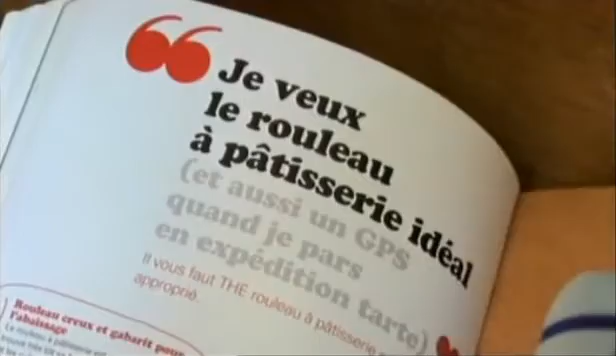 Je veux
le rouleau
à pâtisserie idéal
(et aussi un GPS
quand je pars
en expédition tarte)
Il vous faut THE rouleau à pâtisserie
approprié.
Rouleau creux et gabarit pour
l'abaissage